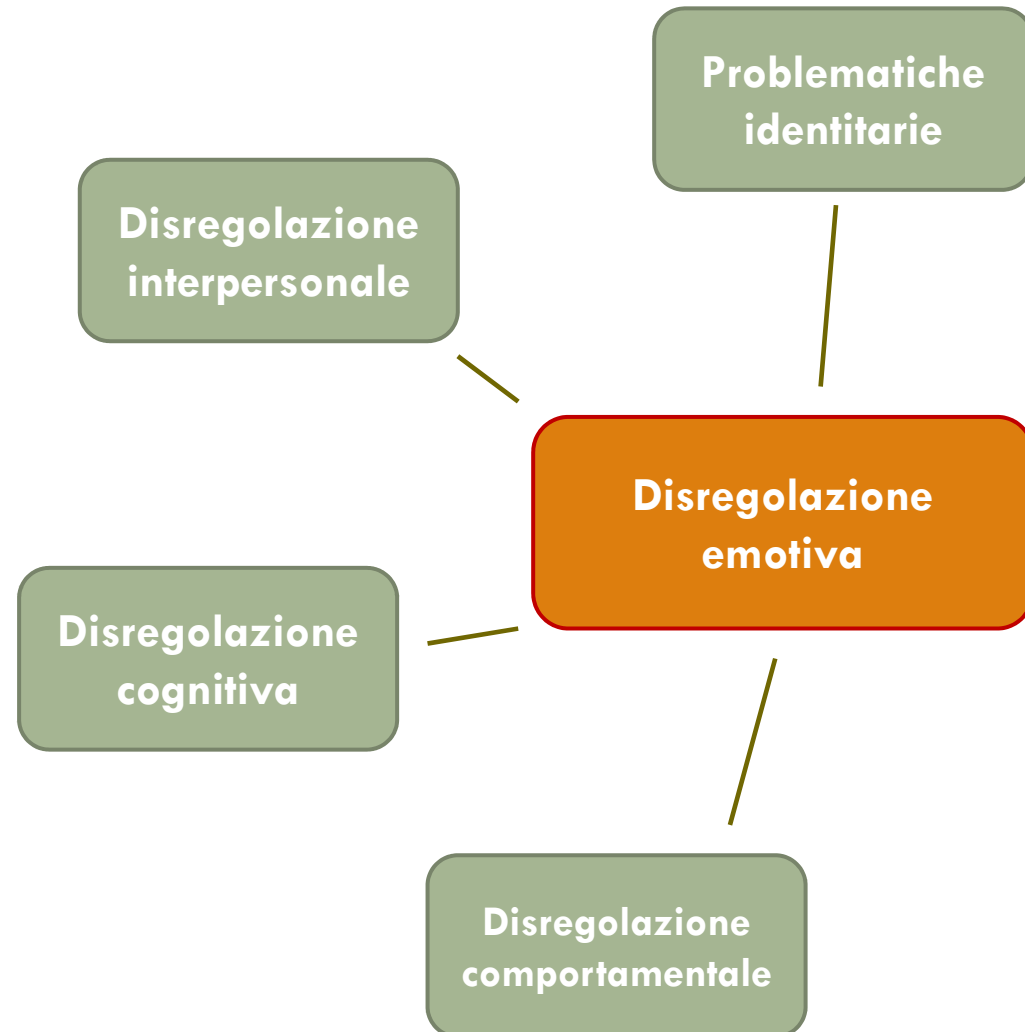 Problematiche
identitarie
Disregolazione
interpersonale
Disregolazione
emotiva
Disregolazione
cognitiva
Disregolazione
comportamentale